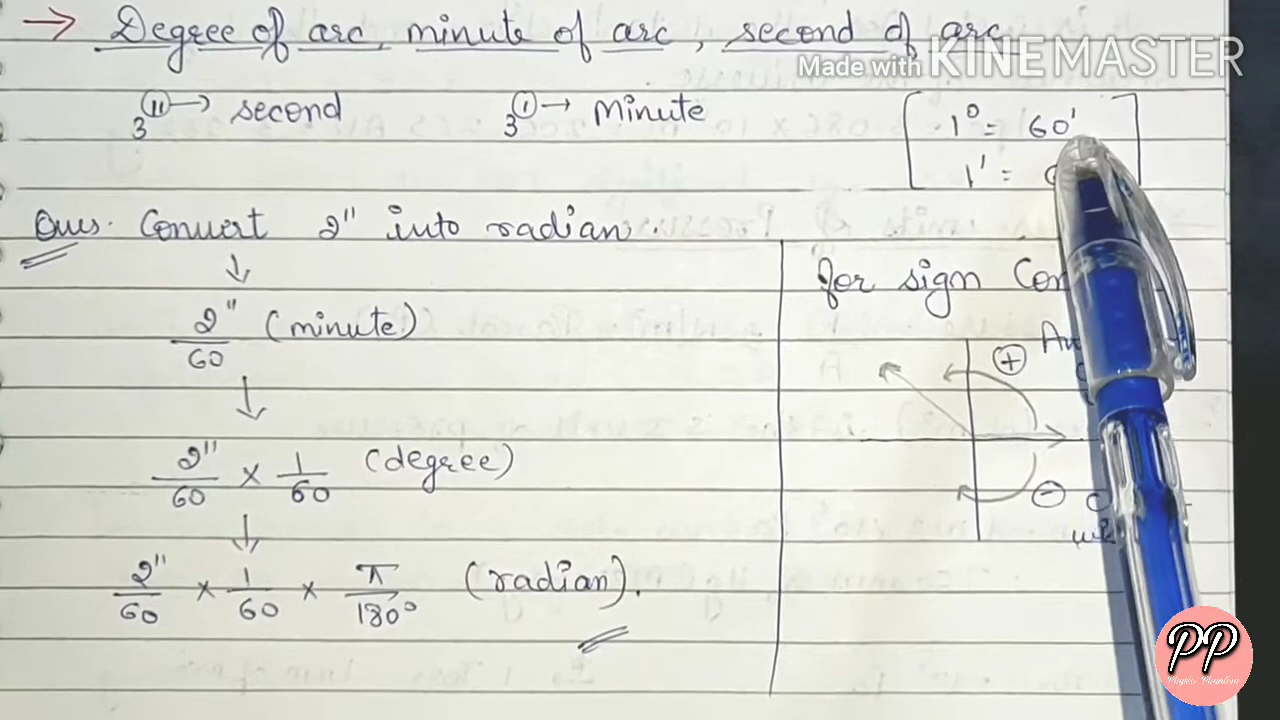 → Degree of arc, minute of arc, second of arc
Made with KINEMASTER
3" → second 3' → Minute
1° = 60'
1' =
Ques. Convert 2" into radian.
↓
2"/60 (minute)
↓
2"/60 × 1/60 (degree)
↓
2"/60 × 1/60 × π/180° (radian).
for sign Con
+
−
PP